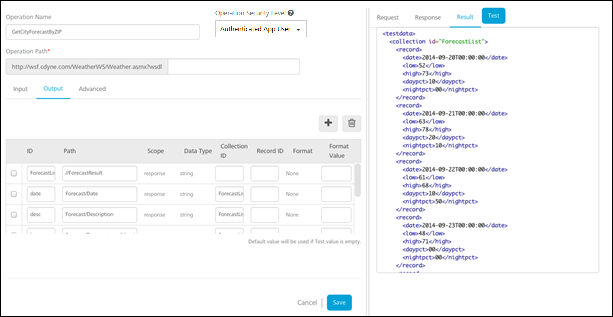 Operation Name
GetCityForecastByZIP
Operation Security Level
Authenticated App User
Operation Path*
http://wsf.cdyne.com/WeatherWS/Weather.asmx?wsdl
Input Output Advanced
ID Path Scope Data Type Collection ID Record ID Format Format Value
ForecastLis //ForecastResult response string None
date Forecast/Date response string ForecastLis None
desc Forecast/Description response string ForecastLis None
Default value will be used if Test value is empty.
Cancel Save
Request Response Result Test
<testdata>
<collection id="ForecastList">
<record>
<date>2014-09-20T00:00:00</date>
<low>52</low>
<high>73</high>
<daypct>10</daypct>
<nightpct>00</nightpct>
</record>
<record>
<date>2014-09-21T00:00:00</date>
<low>63</low>
<high>78</high>
<daypct>20</daypct>
<nightpct>10</nightpct>
</record>
<record>
<date>2014-09-22T00:00:00</date>
<low>61</low>
<high>68</high>
<daypct>10</daypct>
<nightpct>50</nightpct>
</record>
<record>
<date>2014-09-23T00:00:00</date>
<low>48</low>
<high>71</high>
<daypct>00</daypct>
<nightpct>00</nightpct>
</record>